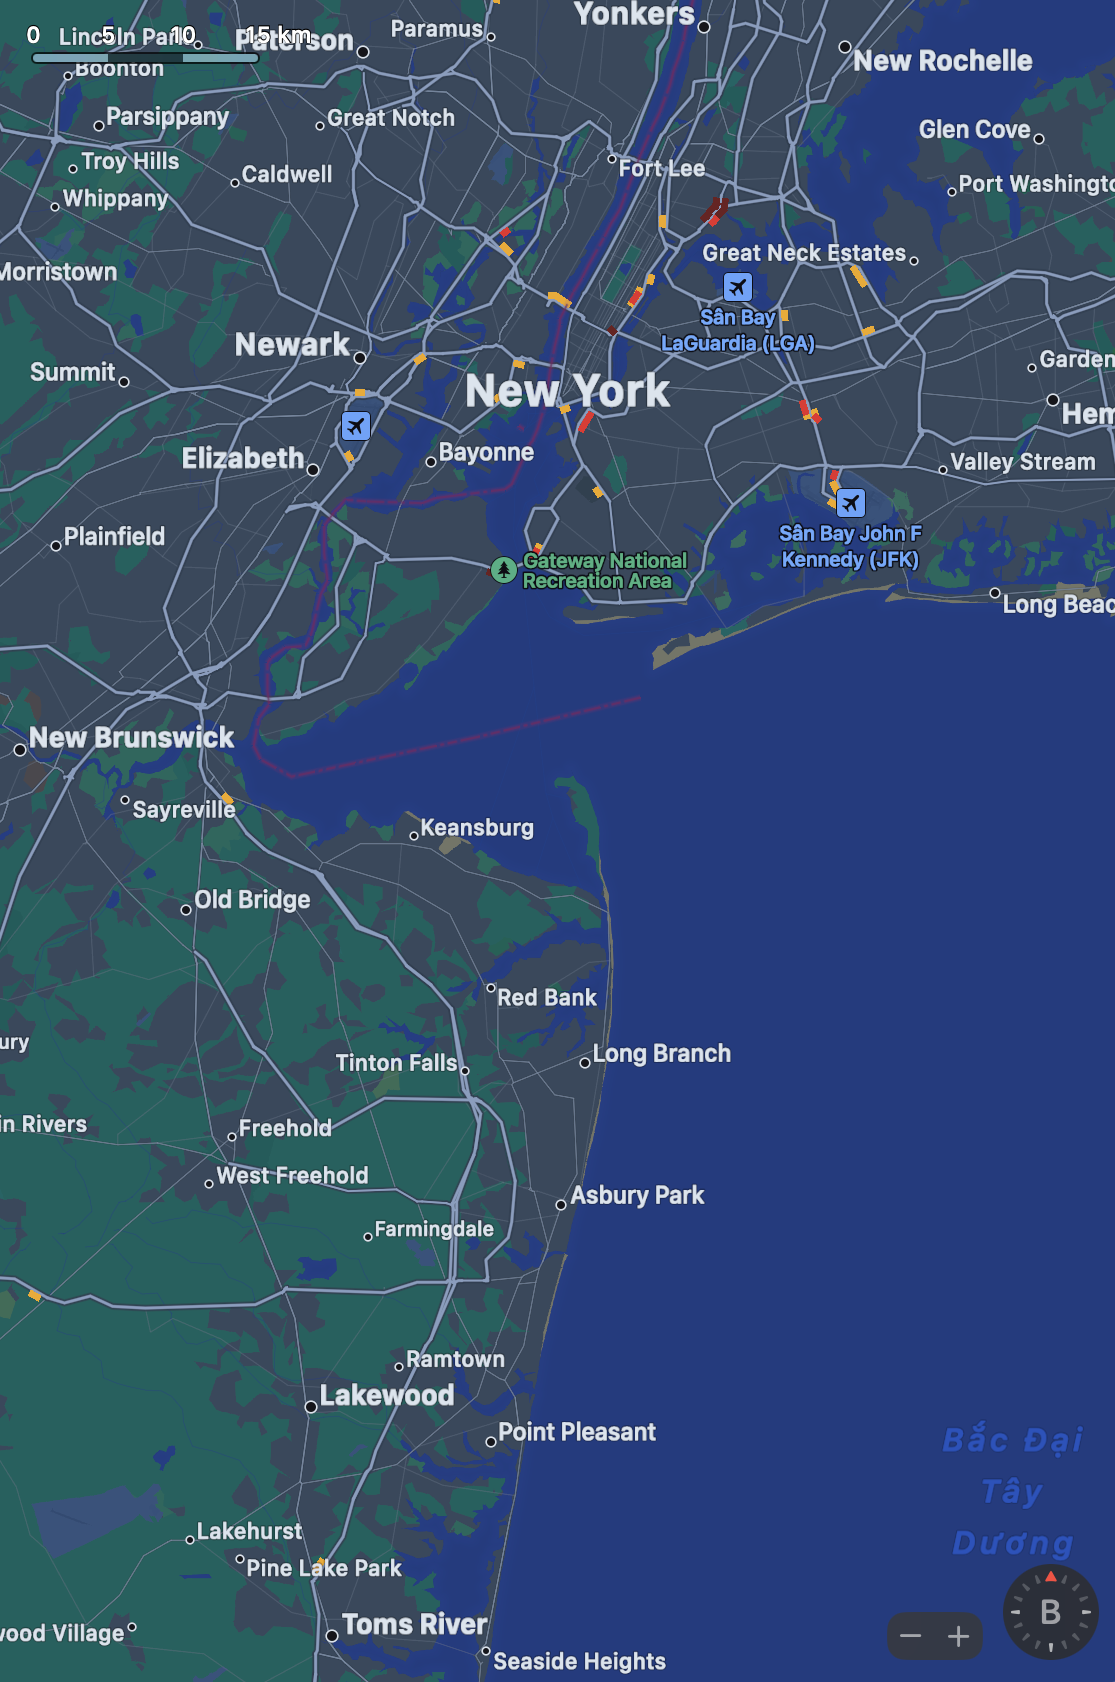 Yonkers
Paramus
0 5 10 15 km
Lincoln Park
Paterson
New Rochelle
Boonton
Parsippany
Great Notch
Glen Cove
Troy Hills
Caldwell
Fort Lee
Whippany
Port Washingto
Great Neck Estates
Morristown
Sân Bay
LaGuardia (LGA)
Newark
Summit
Garden
New York
Hem
Elizabeth
Bayonne
Valley Stream
Plainfield
Sân Bay John F
Kennedy (JFK)
Gateway National
Recreation Area
Long Beac
New Brunswick
Sayreville
Keansburg
Old Bridge
Red Bank
ury
Long Branch
Tinton Falls
in Rivers
Freehold
West Freehold
Asbury Park
Farmingdale
Ramtown
Lakewood
Point Pleasant
Bắc Đại
Tây
Dương
Lakehurst
Pine Lake Park
B
Toms River
wood Village
Seaside Heights